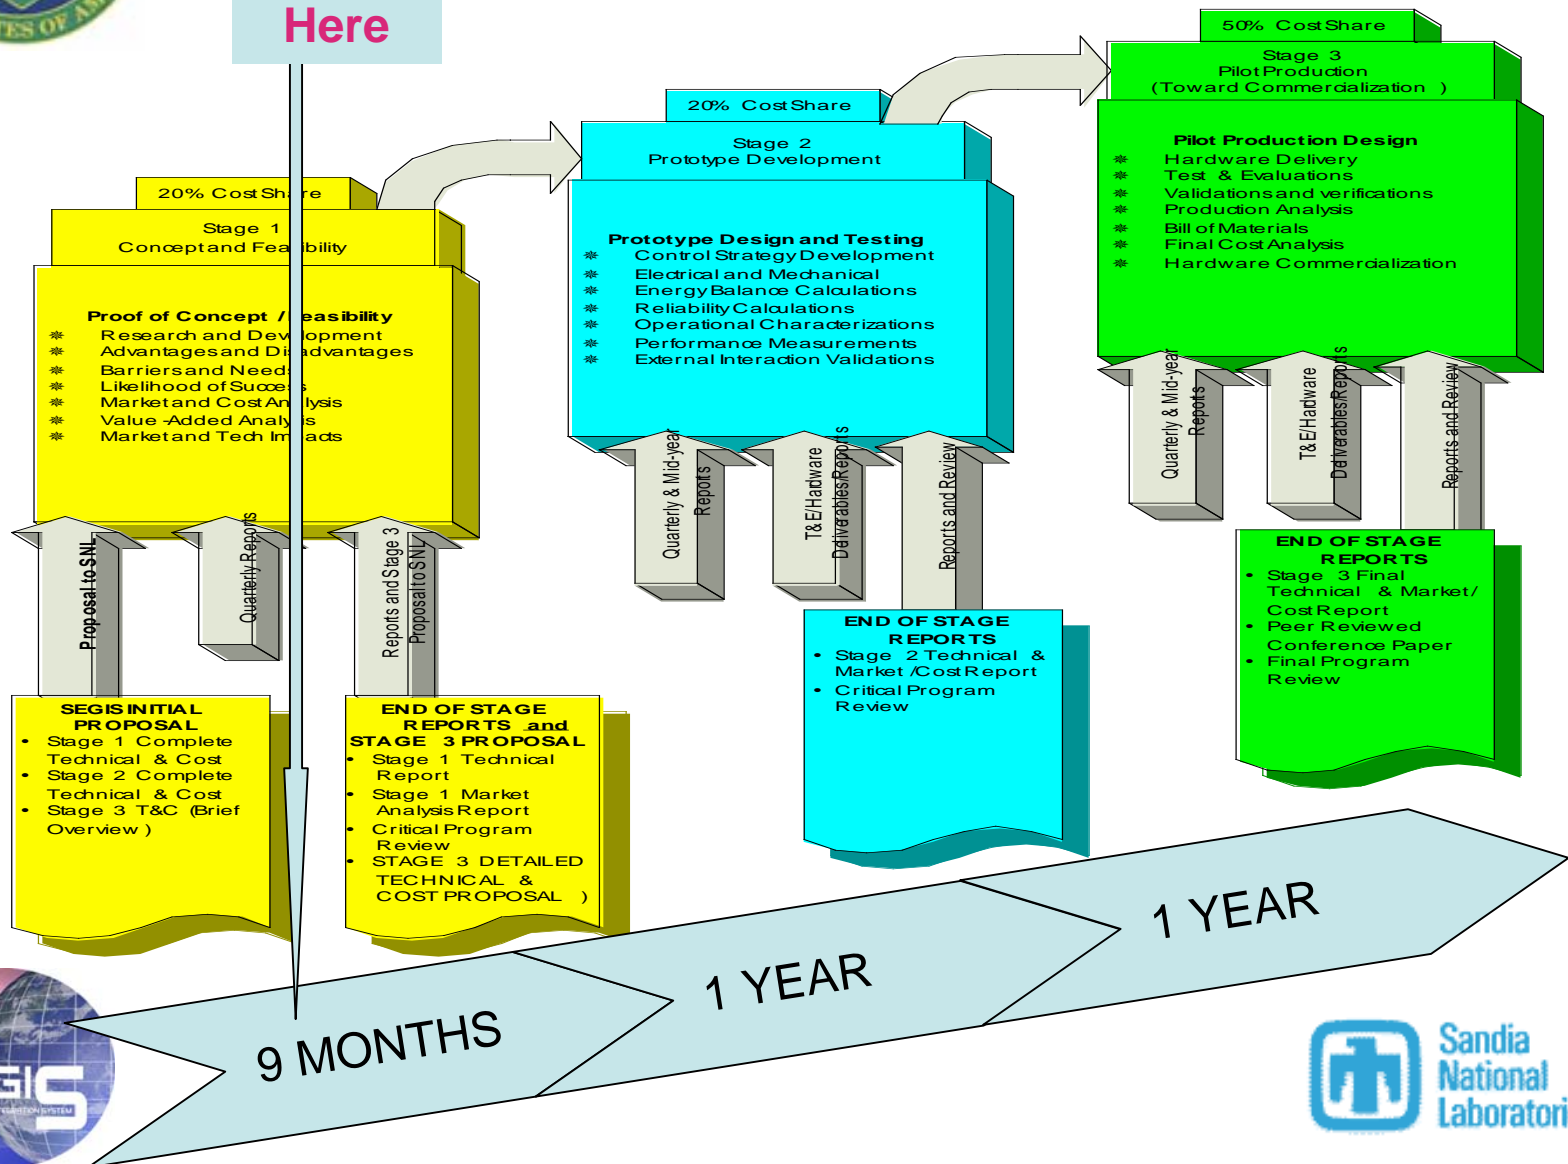 TES OF AM
Here
20% Cost Share
Stage 1
Concept and Feasibility
Proof of Concept / Feasibility
✵ Research and Development
✵ Advantages and Disadvantages
✵ Barriers and Needs
✵ Likelihood of Success
✵ Market and Cost Analysis
✵ Value -Added Analysis
✵ Market and Tech Impacts
Proposal to SNL
Quarterly Reports
Reports and Stage 3
Proposal to SNL
SEGIS INITIAL
PROPOSAL
• Stage 1 Complete
Technical & Cost
• Stage 2 Complete
Technical & Cost
• Stage 3 T&C (Brief
Overview )
END OF STAGE
REPORTS and
STAGE 3 PROPOSAL
• Stage 1 Technical
Report
• Stage 1 Market
Analysis Report
• Critical Program
Review
• STAGE 3 DETAILED
TECHNICAL &
COST PROPOSAL )
20% Cost Share
Stage 2
Prototype Development
Prototype Design and Testing
✵ Control Strategy Development
✵ Electrical and Mechanical
✵ Energy Balance Calculations
✵ Reliability Calculations
✵ Operational Characterizations
✵ Performance Measurements
✵ External Interaction Validations
Quarterly & Mid-year
Reports
T&E/Hardware
Deliverables/Reports
Reports and Review
END OF STAGE
REPORTS
• Stage 2 Technical &
Market /Cost Report
• Critical Program
Review
50% Cost Share
Stage 3
Pilot Production
(Toward Commercialization )
Pilot Production Design
✵ Hardware Delivery
✵ Test & Evaluations
✵ Validations and verifications
✵ Production Analysis
✵ Bill of Materials
✵ Final Cost Analysis
✵ Hardware Commercialization
Quarterly & Mid-year
Reports
T&E/Hardware
Deliverables/Reports
Reports and Review
END OF STAGE
REPORTS
• Stage 3 Final
Technical & Market /
Cost Report
• Peer Reviewed
Conference Paper
• Final Program
Review
9 MONTHS
1 YEAR
1 YEAR
GIS
TEGRATION SYSTEM
Sandia
National
Laboratori